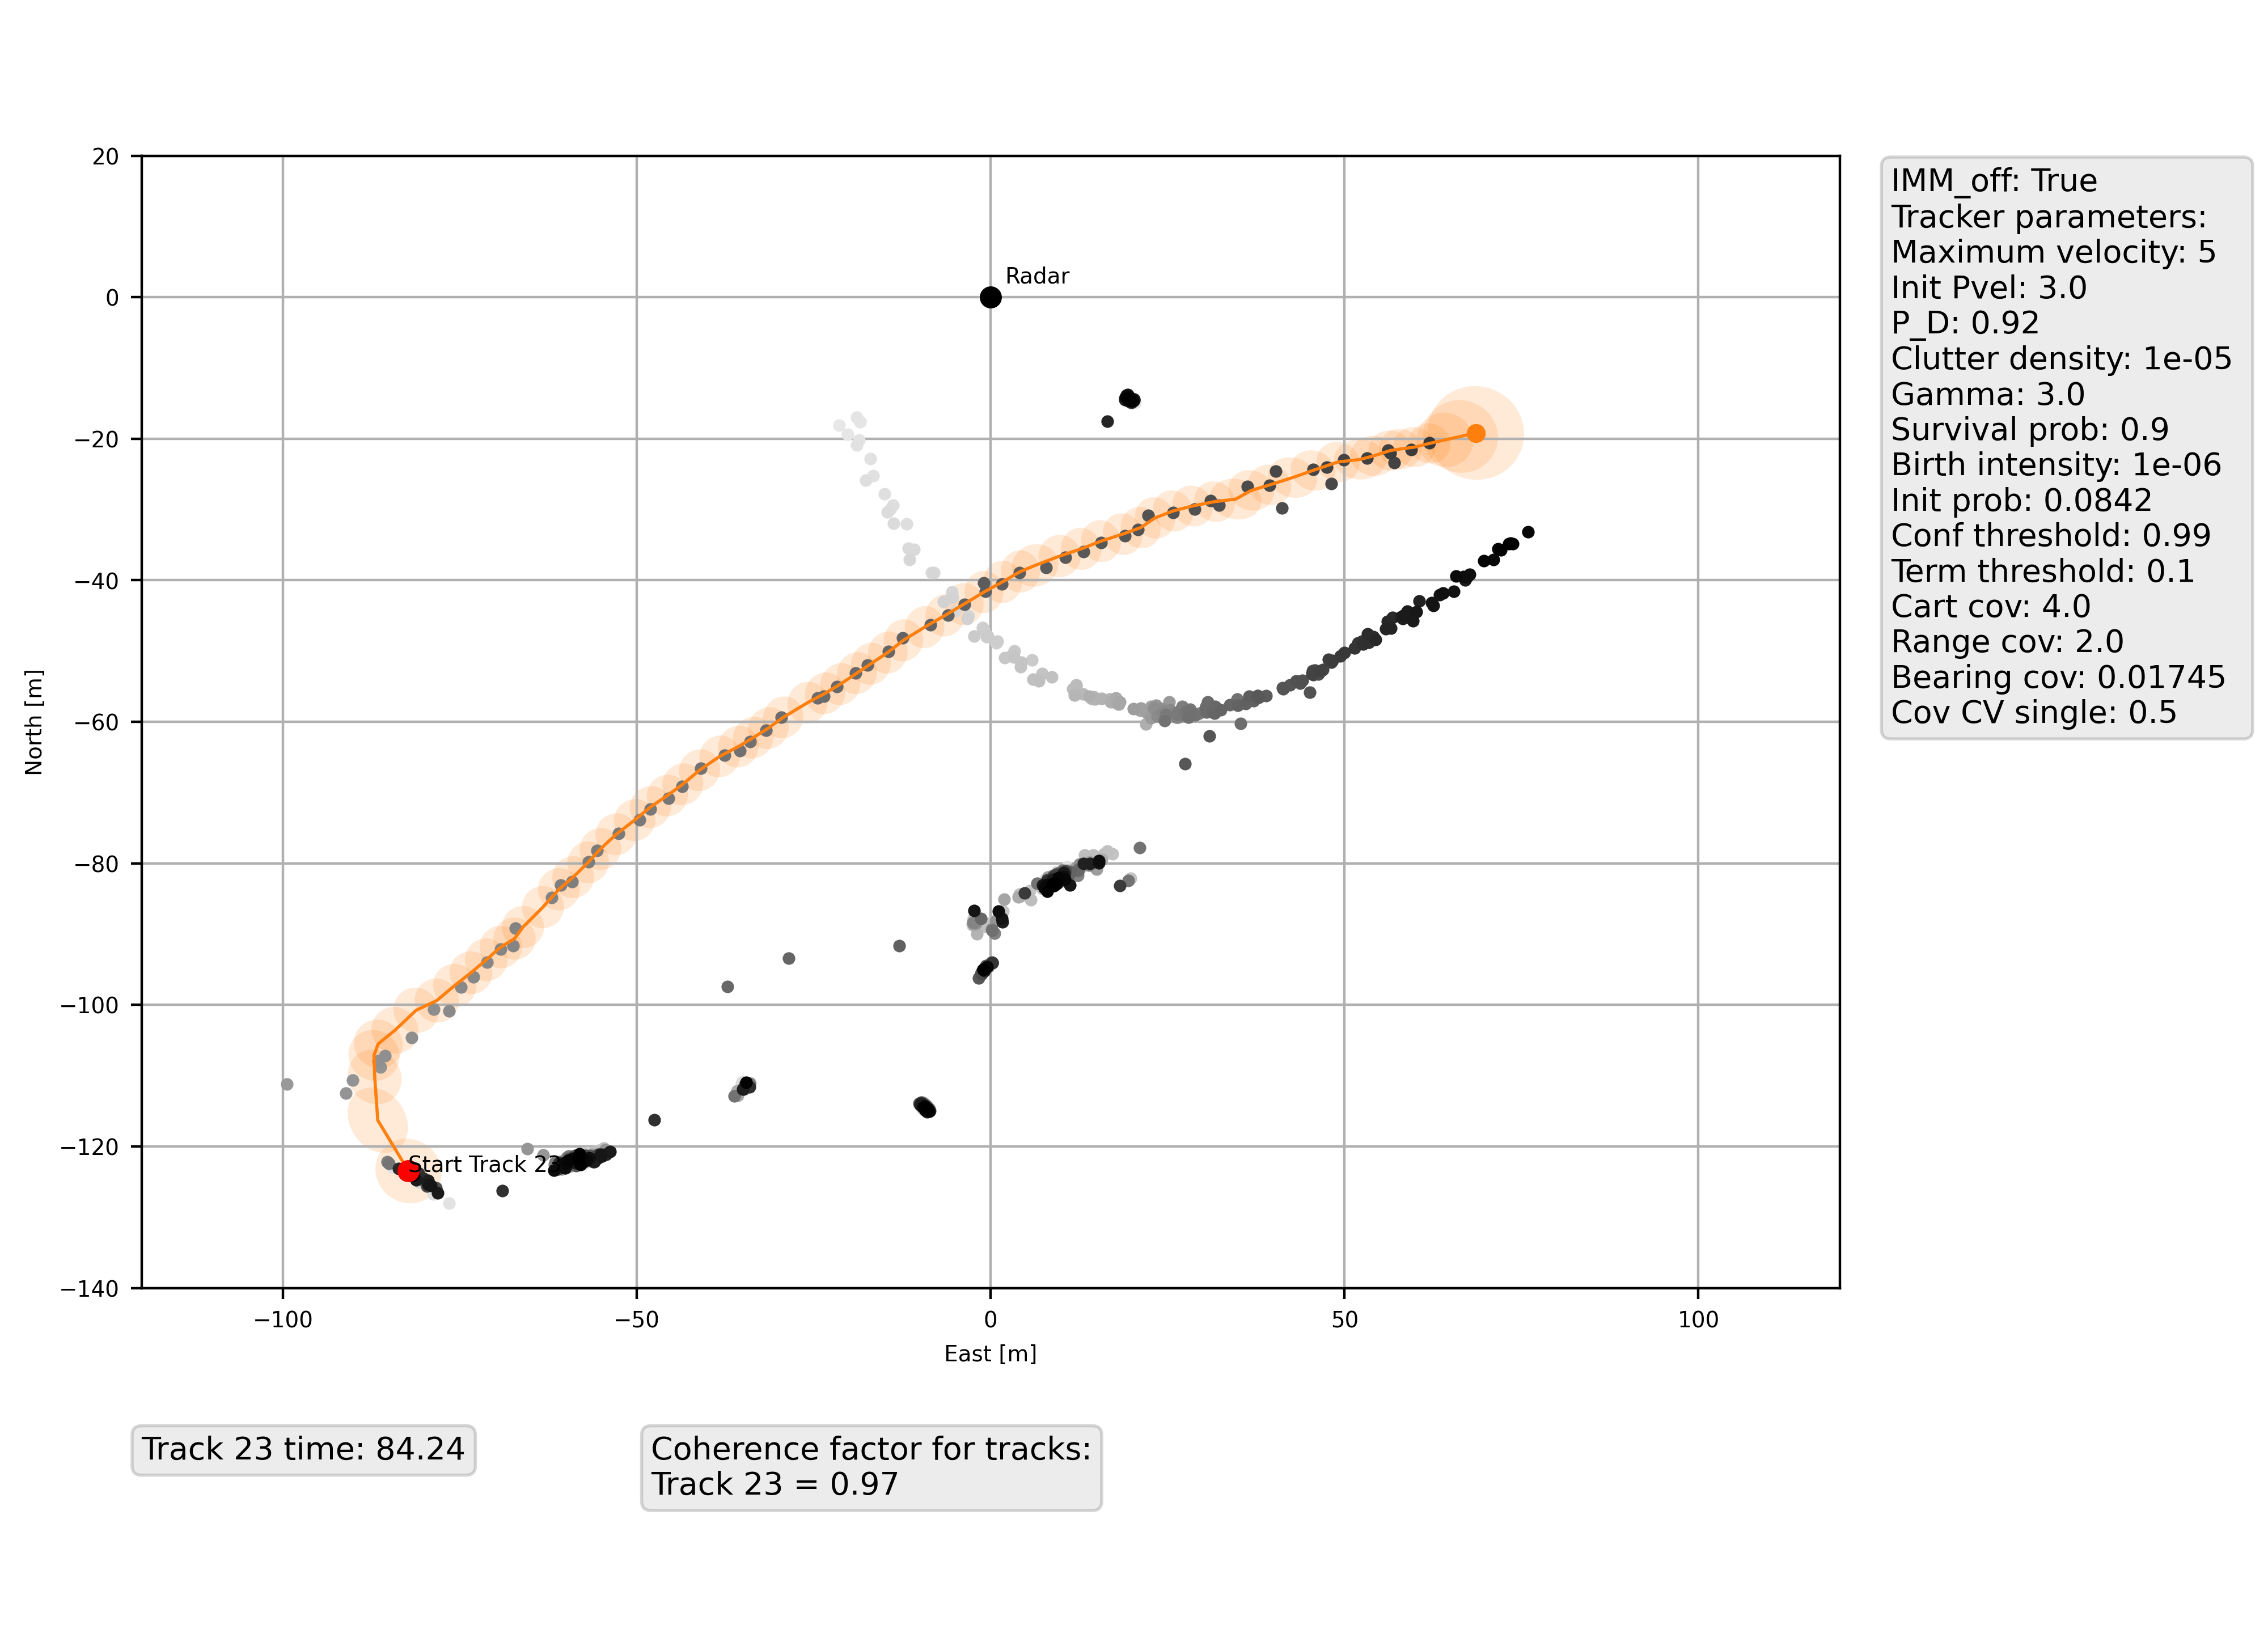 20
0
−20
−40
−60
−80
−100
−120
−140
−100
−50
0
50
100
North [m]
East [m]
Radar
Start Track 23
IMM_off: True
Tracker parameters:
Maximum velocity: 5
Init Pvel: 3.0
P_D: 0.92
Clutter density: 1e-05
Gamma: 3.0
Survival prob: 0.9
Birth intensity: 1e-06
Init prob: 0.0842
Conf threshold: 0.99
Term threshold: 0.1
Cart cov: 4.0
Range cov: 2.0
Bearing cov: 0.01745
Cov CV single: 0.5
Track 23 time: 84.24
Coherence factor for tracks:
Track 23 = 0.97